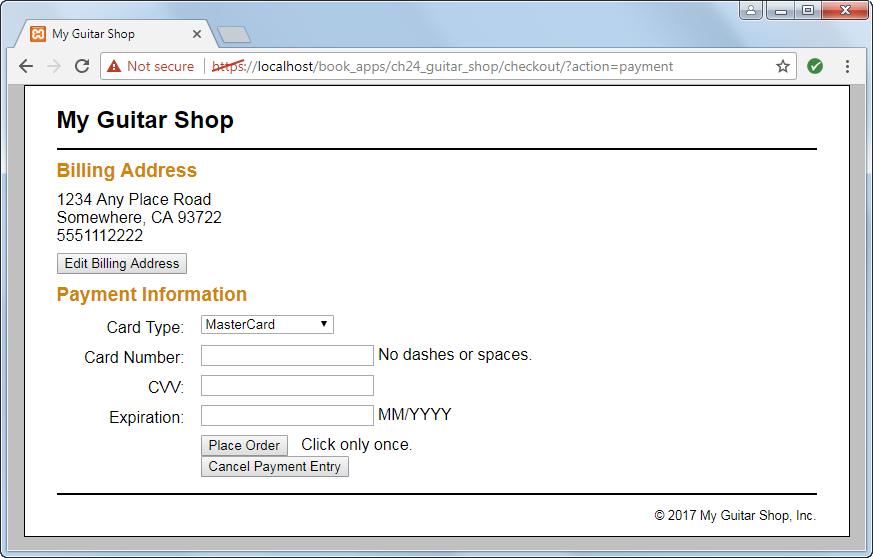 My Guitar Shop
Not secure https://localhost/book_apps/ch24_guitar_shop/checkout/?action=payment
My Guitar Shop
Billing Address
1234 Any Place Road
Somewhere, CA 93722
5551112222
Edit Billing Address
Payment Information
Card Type: MasterCard
Card Number: No dashes or spaces.
CVV:
Expiration: MM/YYYY
Place Order Click only once.
Cancel Payment Entry
© 2017 My Guitar Shop, Inc.